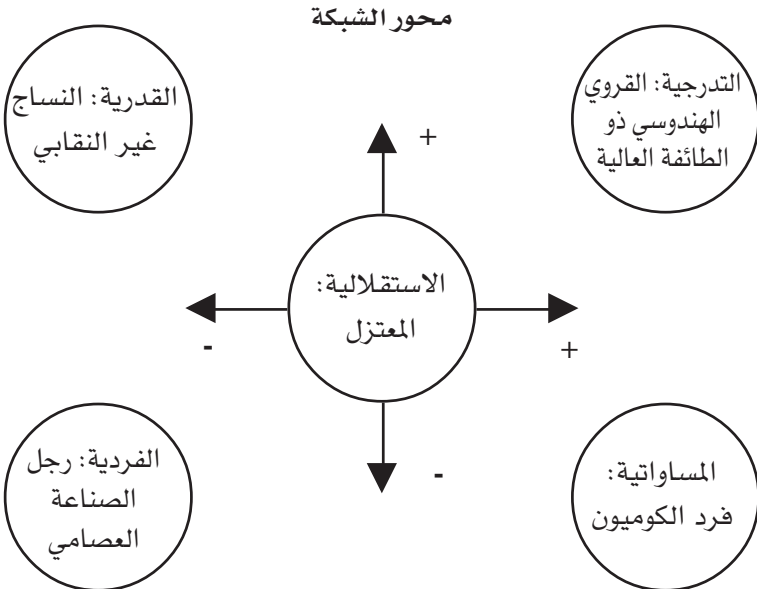 محور الشبكة
التدرجية: القروي
الهندوسي ذو
الطائفة العالية
القدرية: النساج
غير النقابي
+
الاستقلالية:
المعتزل
-
+
-
المساواتية:
فرد الكوميون
الفردية: رجل
الصناعة
العصامي